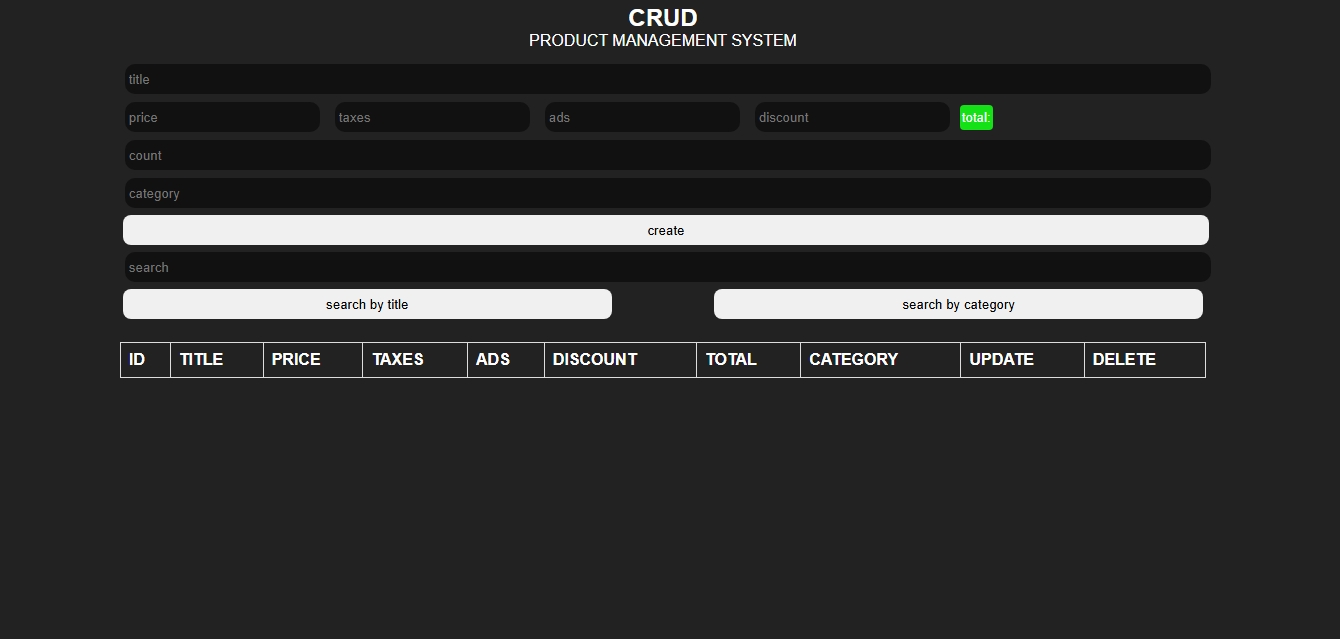 CRUD
PRODUCT MANAGEMENT SYSTEM
title
price taxes ads discount total:
count
category
create
search
search by title search by category
ID TITLE PRICE TAXES ADS DISCOUNT TOTAL CATEGORY UPDATE DELETE